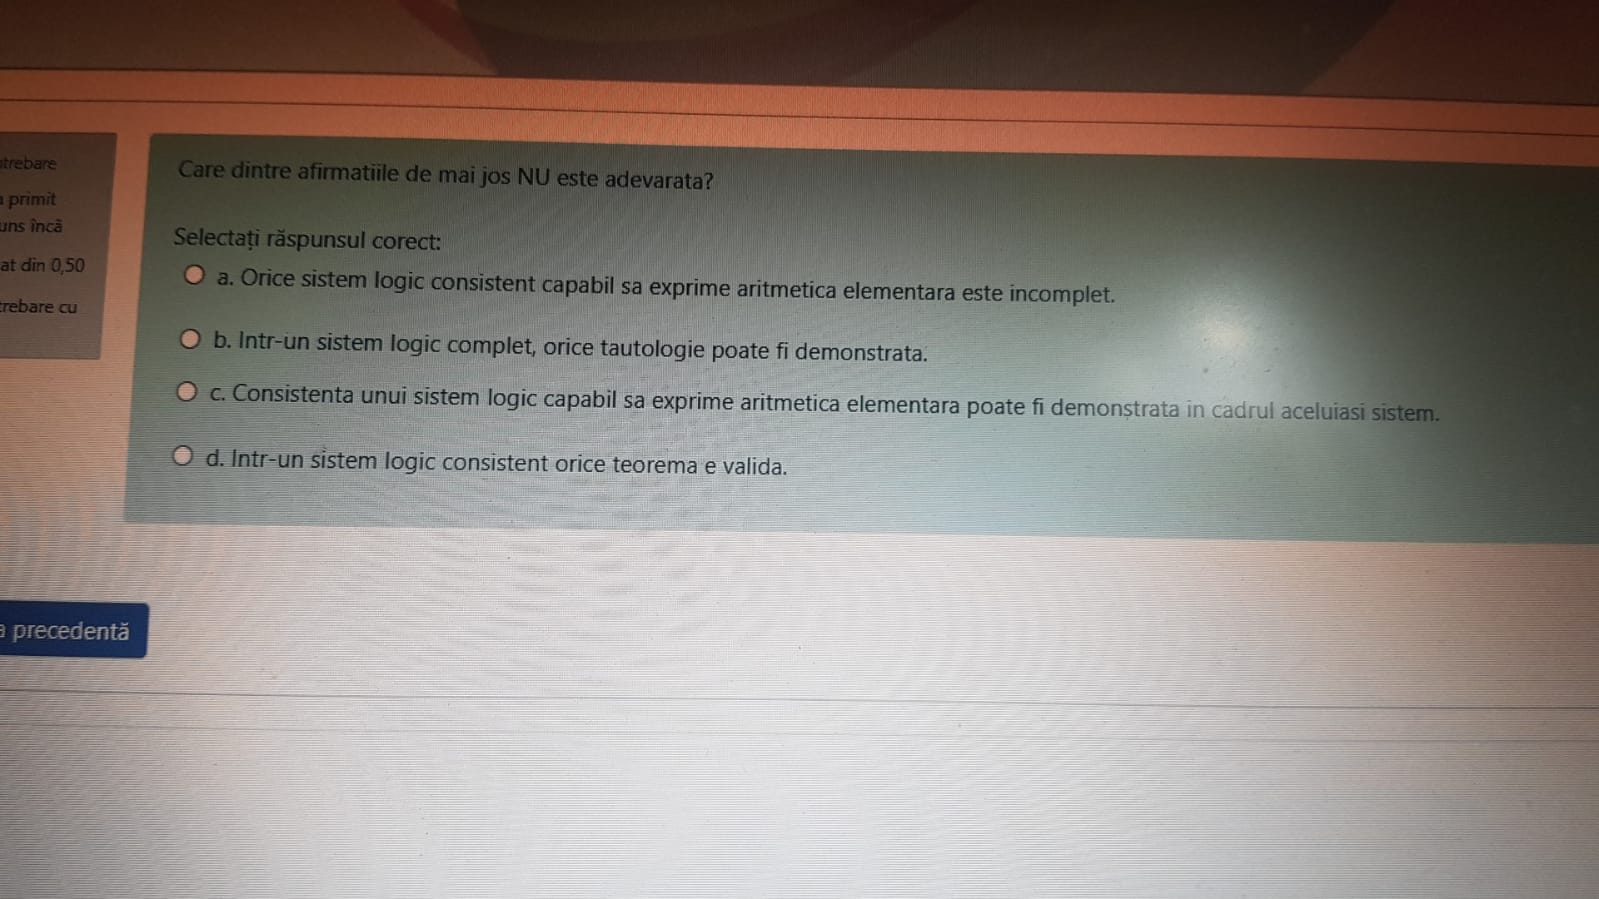 trebare
primit
uns încă
at din 0,50
trebare cu
Care dintre afirmatiile de mai jos NU este adevarata?
Selectați răspunsul corect:
a. Orice sistem logic consistent capabil sa exprime aritmetica elementara este incomplet.
b. Intr-un sistem logic complet, orice tautologie poate fi demonstrata.
c. Consistenta unui sistem logic capabil sa exprime aritmetica elementara poate fi demonstrata in cadrul aceluiasi sistem.
d. Intr-un sistem logic consistent orice teorema e valida.
a precedentă